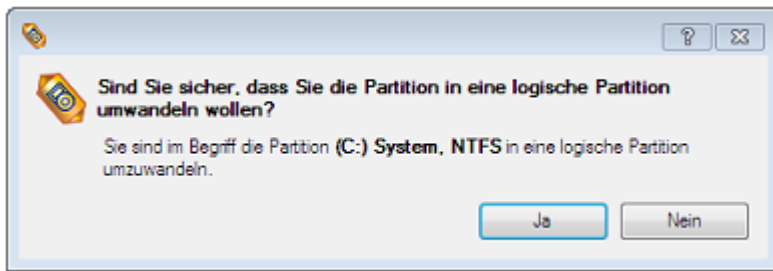 Sind Sie sicher, dass Sie die Partition in eine logische Partition
umwandeln wollen?
Sie sind im Begriff die Partition (C:) System, NTFS in eine logische Partition
umzuwandeln.
Ja
Nein